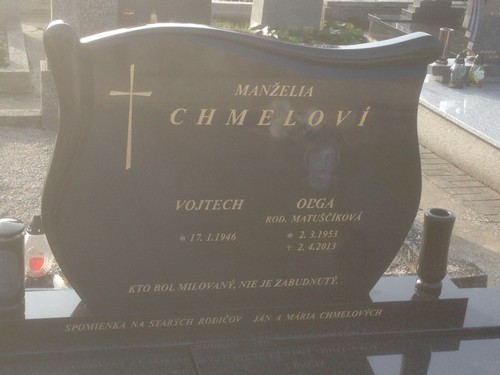 MANŽELIA
CHMELOVÍ
VOJTECH
* 17.1.1946
OĽGA
ROD. MATUŠČÍKOVÁ
* 2.3.1953
† 2.4.2013
KTO BOL MILOVANÝ, NIE JE ZABUDNUTÝ.
SPOMIENKA NA STARÝCH RODIČOV JÁN A MÁRIA CHMELOVÝCH